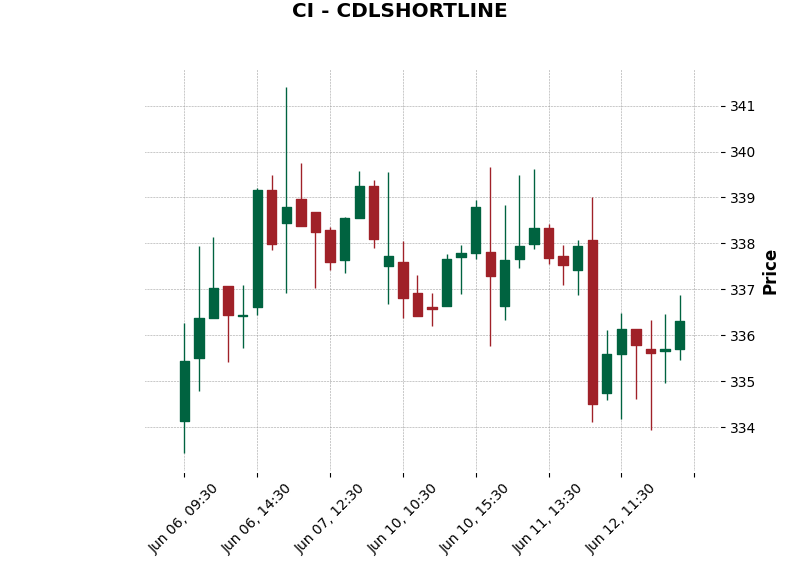 CI - CDLSHORTLINE
341
340
339
338
337
336
335
334
Price
Jun 06, 09:30
Jun 06, 14:30
Jun 07, 12:30
Jun 10, 10:30
Jun 10, 15:30
Jun 11, 13:30
Jun 12, 11:30